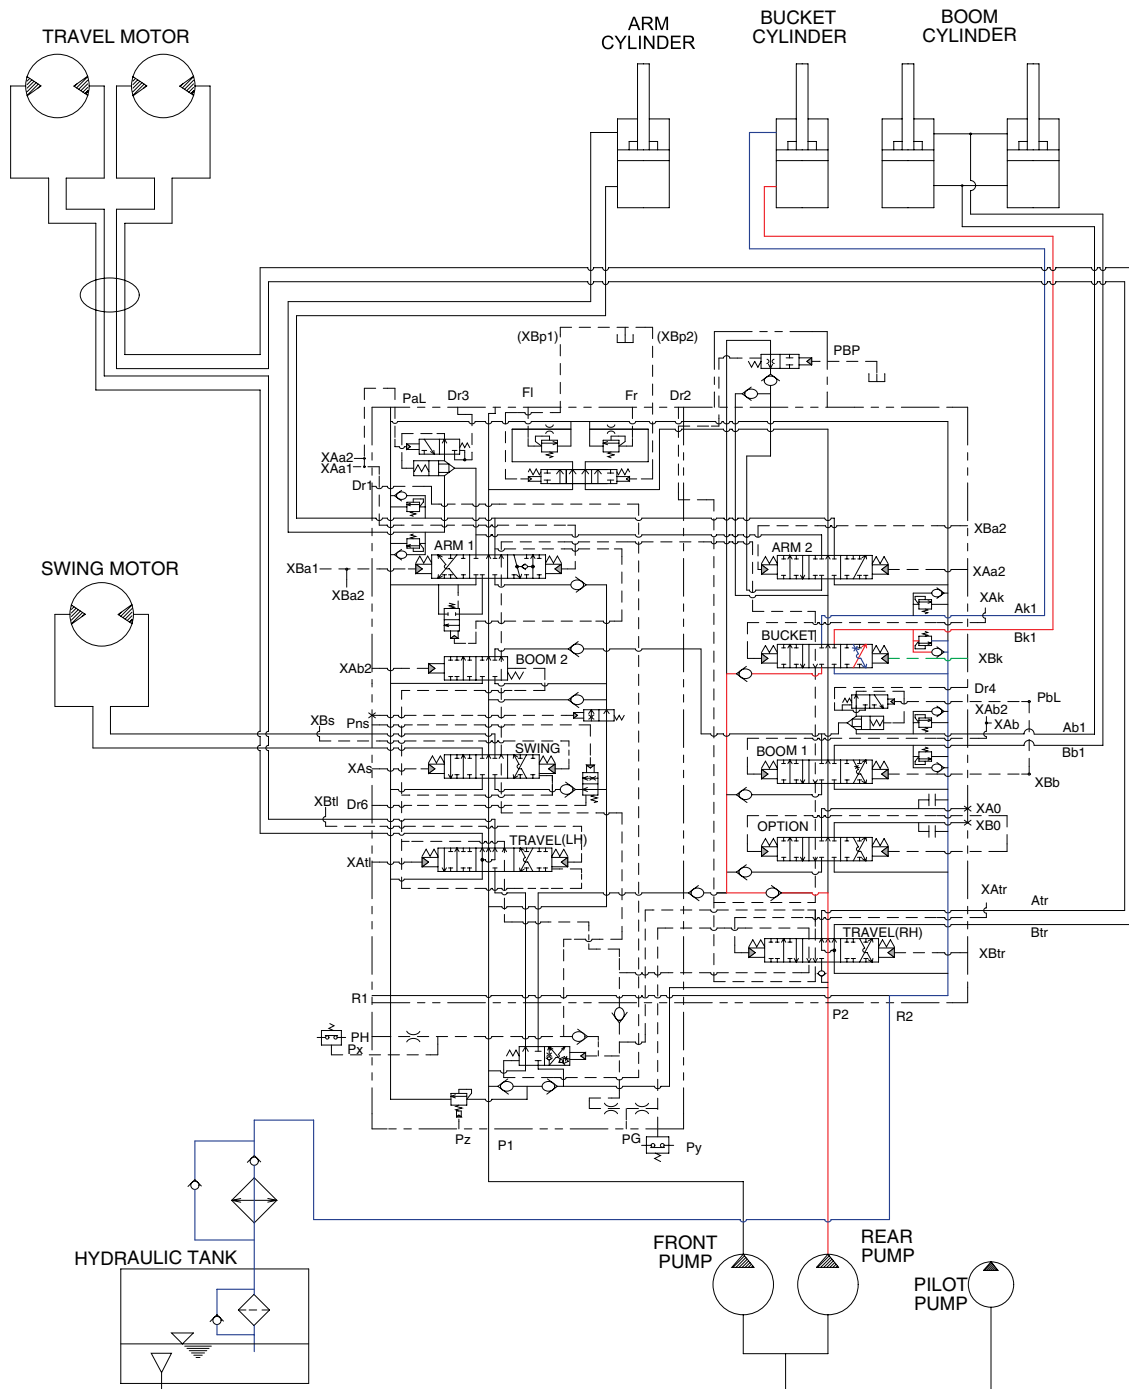 TRAVEL MOTOR
ARM
CYLINDER
BUCKET
CYLINDER
BOOM
CYLINDER
(XBp1)
(XBp2)
PBP
PaL
Dr3
Fl
Fr
Dr2
XAa2
XAa1
Dr1
XBa2
ARM 1
ARM 2
SWING MOTOR
XBa1
XAa2
XBa2
XAk
Ak1
BUCKET
Bk1
XAb2
BOOM 2
XBk
Dr4
PbL
XAb2
XAb
XBs
Pns
Ab1
SWING
BOOM 1
Bb1
XAs
XBb
XBtl
Dr6
XA0
XB0
OPTION
TRAVEL(LH)
XAtl
XAtr
Atr
TRAVEL(RH)
Btr
XBtr
R1
P2
R2
PH
Px
Pz
P1
PG
Py
HYDRAULIC TANK
FRONT
PUMP
REAR
PUMP
PILOT
PUMP